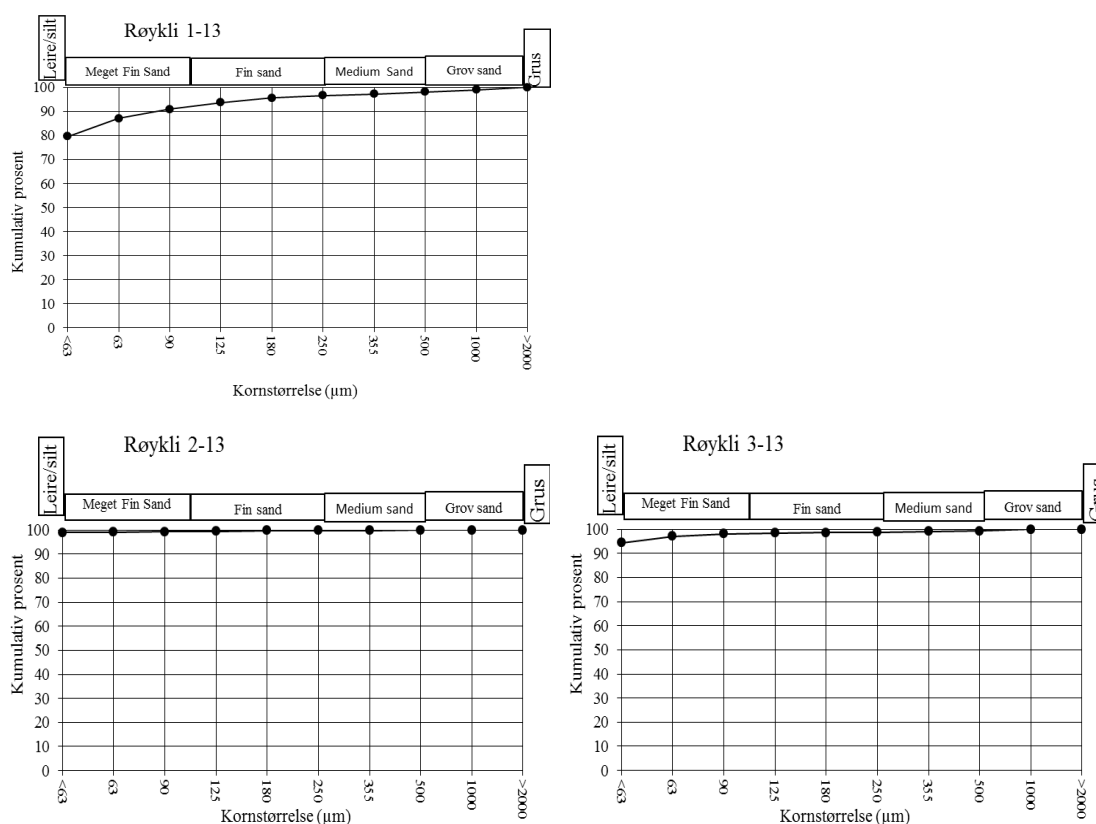 Røykli 1-13
Leire/silt
Meget Fin Sand
Fin sand
Medium Sand
Grov sand
Grus
Kumulativ prosent
100
90
80
70
60
50
40
30
20
10
0
<63
63
90
125
180
250
355
500
1000
>2000
Kornstørrelse (µm)
Røykli 2-13
Leire/silt
Meget Fin Sand
Fin sand
Medium sand
Grov sand
Grus
Kumulativ prosent
100
90
80
70
60
50
40
30
20
10
0
<63
63
90
125
180
250
355
500
1000
>2000
Kornstørrelse (µm)
Røykli 3-13
Leire/silt
Meget Fin Sand
Fin sand
Medium sand
Grov sand
Grus
Kumulativ prosent
100
90
80
70
60
50
40
30
20
10
0
<63
63
90
125
180
250
355
500
1000
>2000
Kornstørrelse (µm)